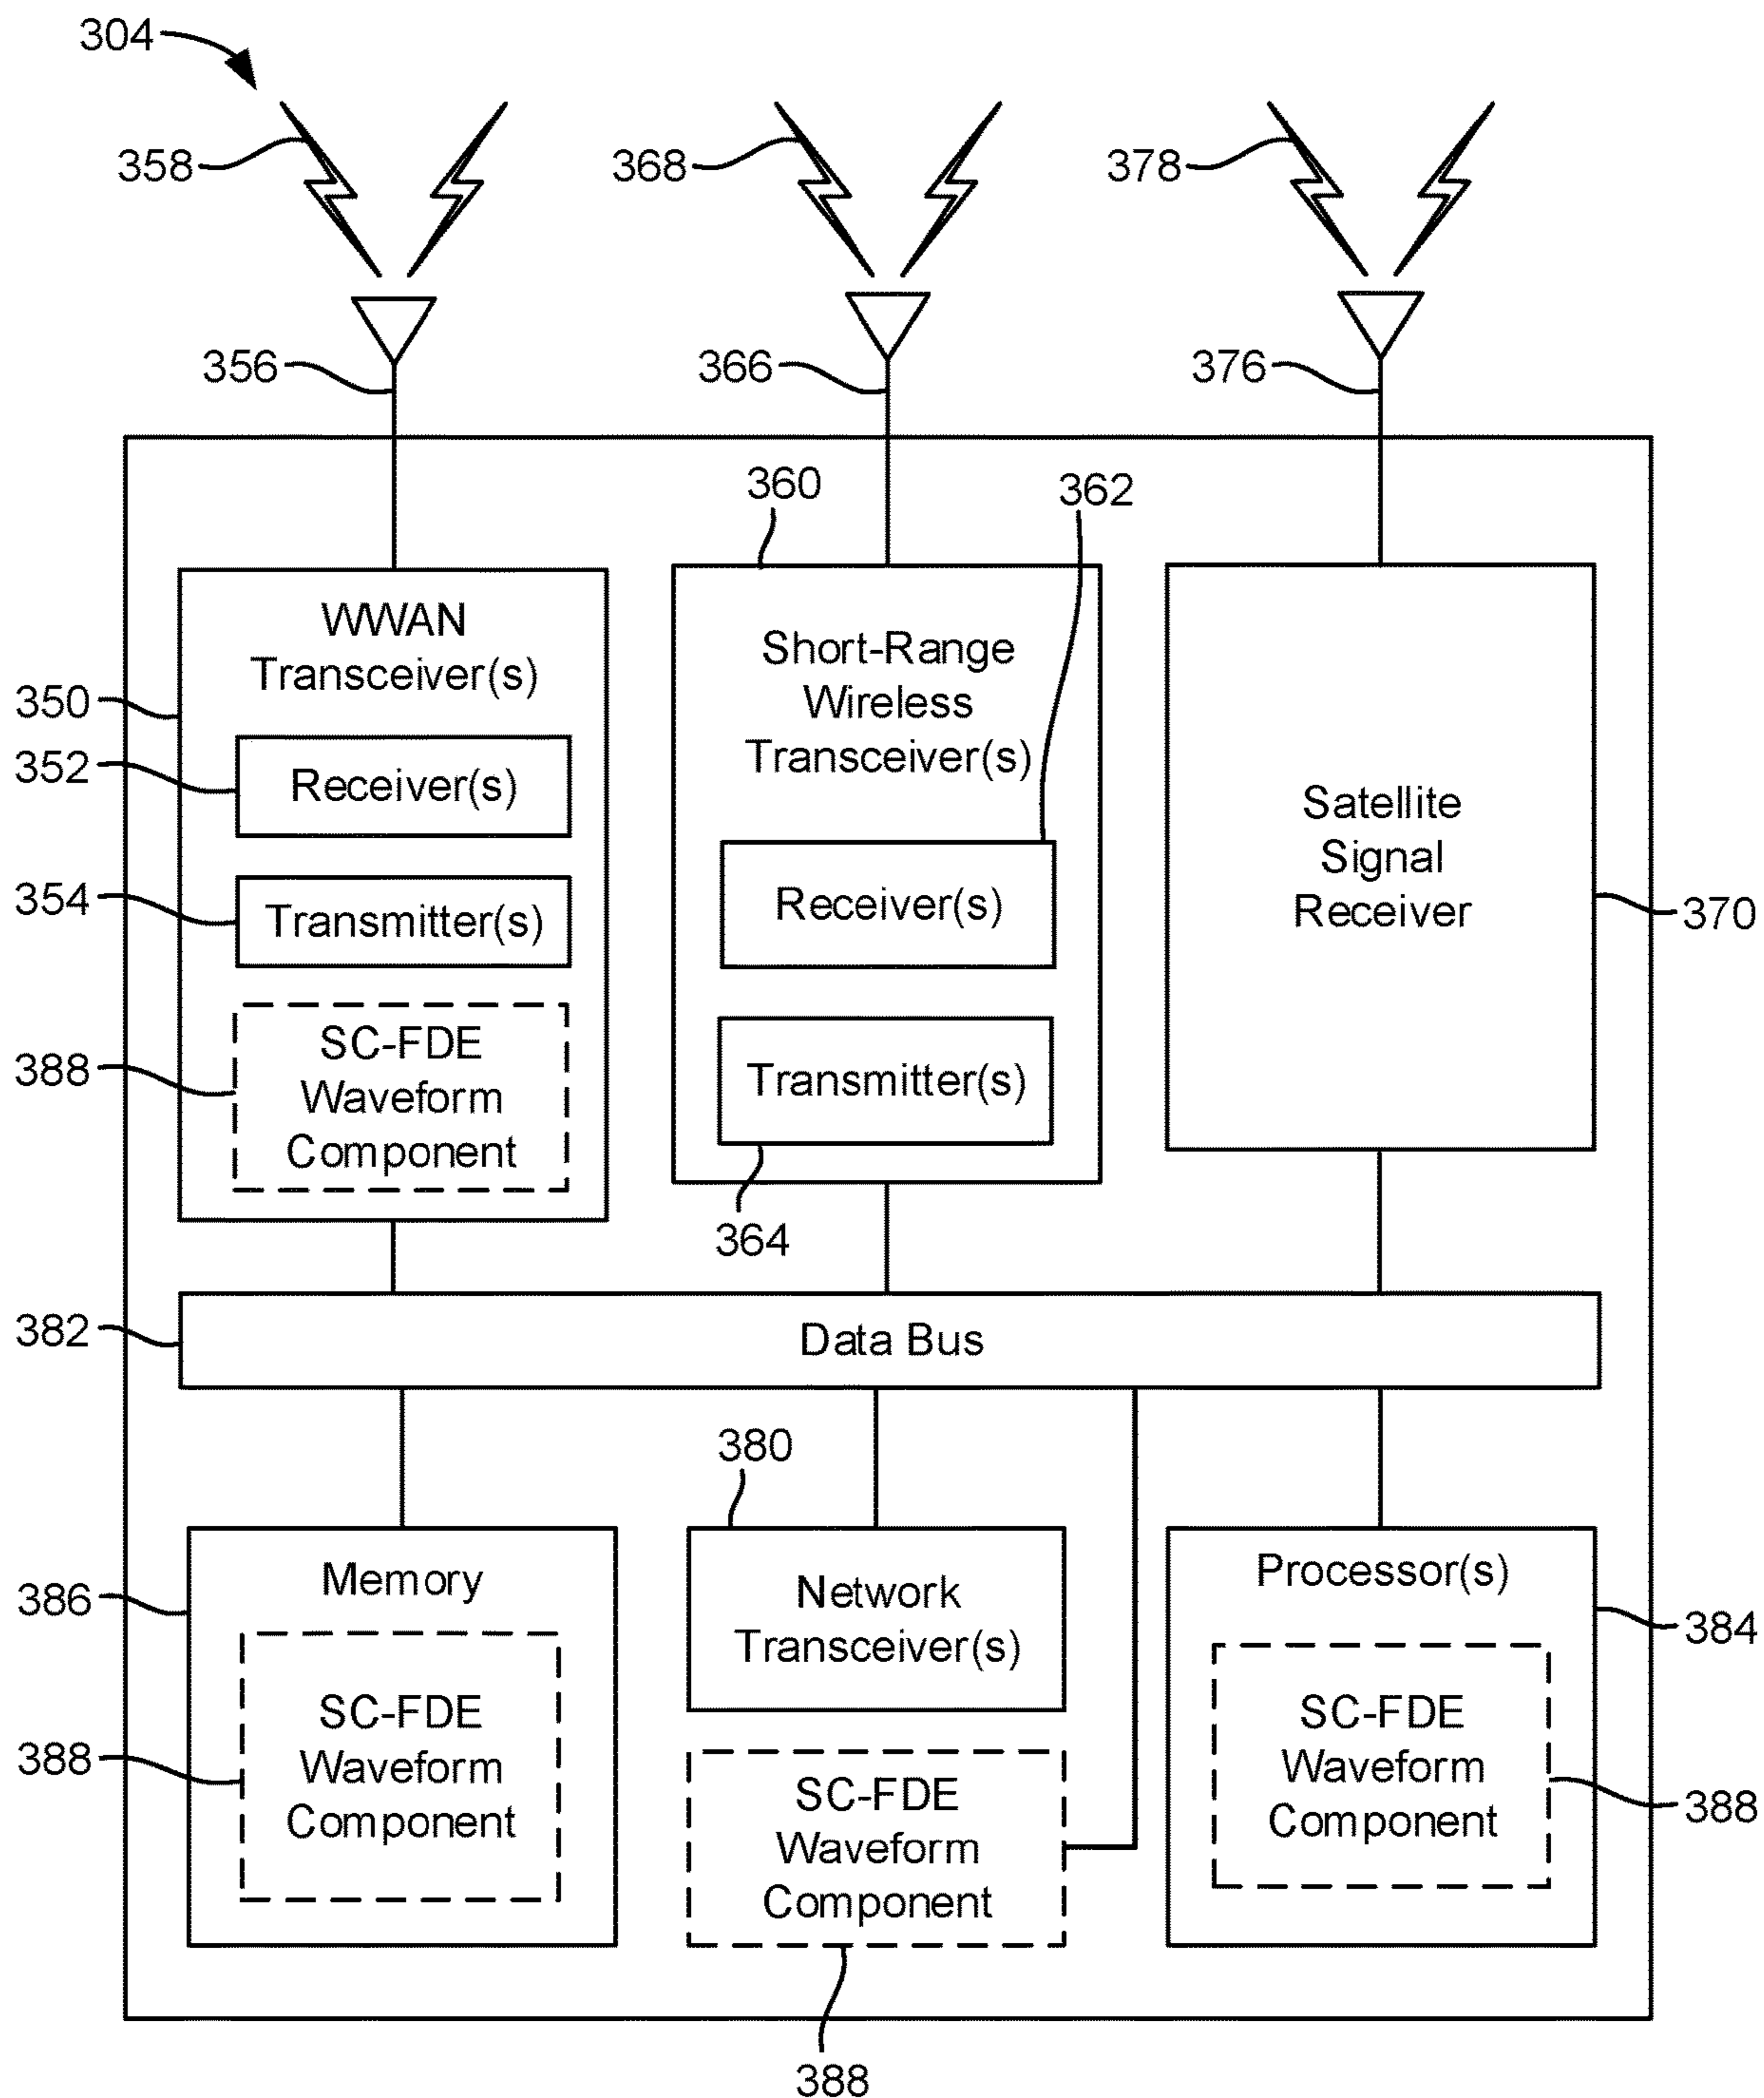 304
358
368
378
356
366
376
360
362
WWAN
Transceiver(s)
350
352
Receiver(s)
354
Transmitter(s)
388
SC-FDE
Waveform
Component
Short-Range
Wireless
Transceiver(s)
Receiver(s)
Transmitter(s)
364
Satellite
Signal
Receiver
370
382
Data Bus
380
386
Memory
388
SC-FDE
Waveform
Component
Network
Transceiver(s)
SC-FDE
Waveform
Component
388
Processor(s)
384
SC-FDE
Waveform
Component
388